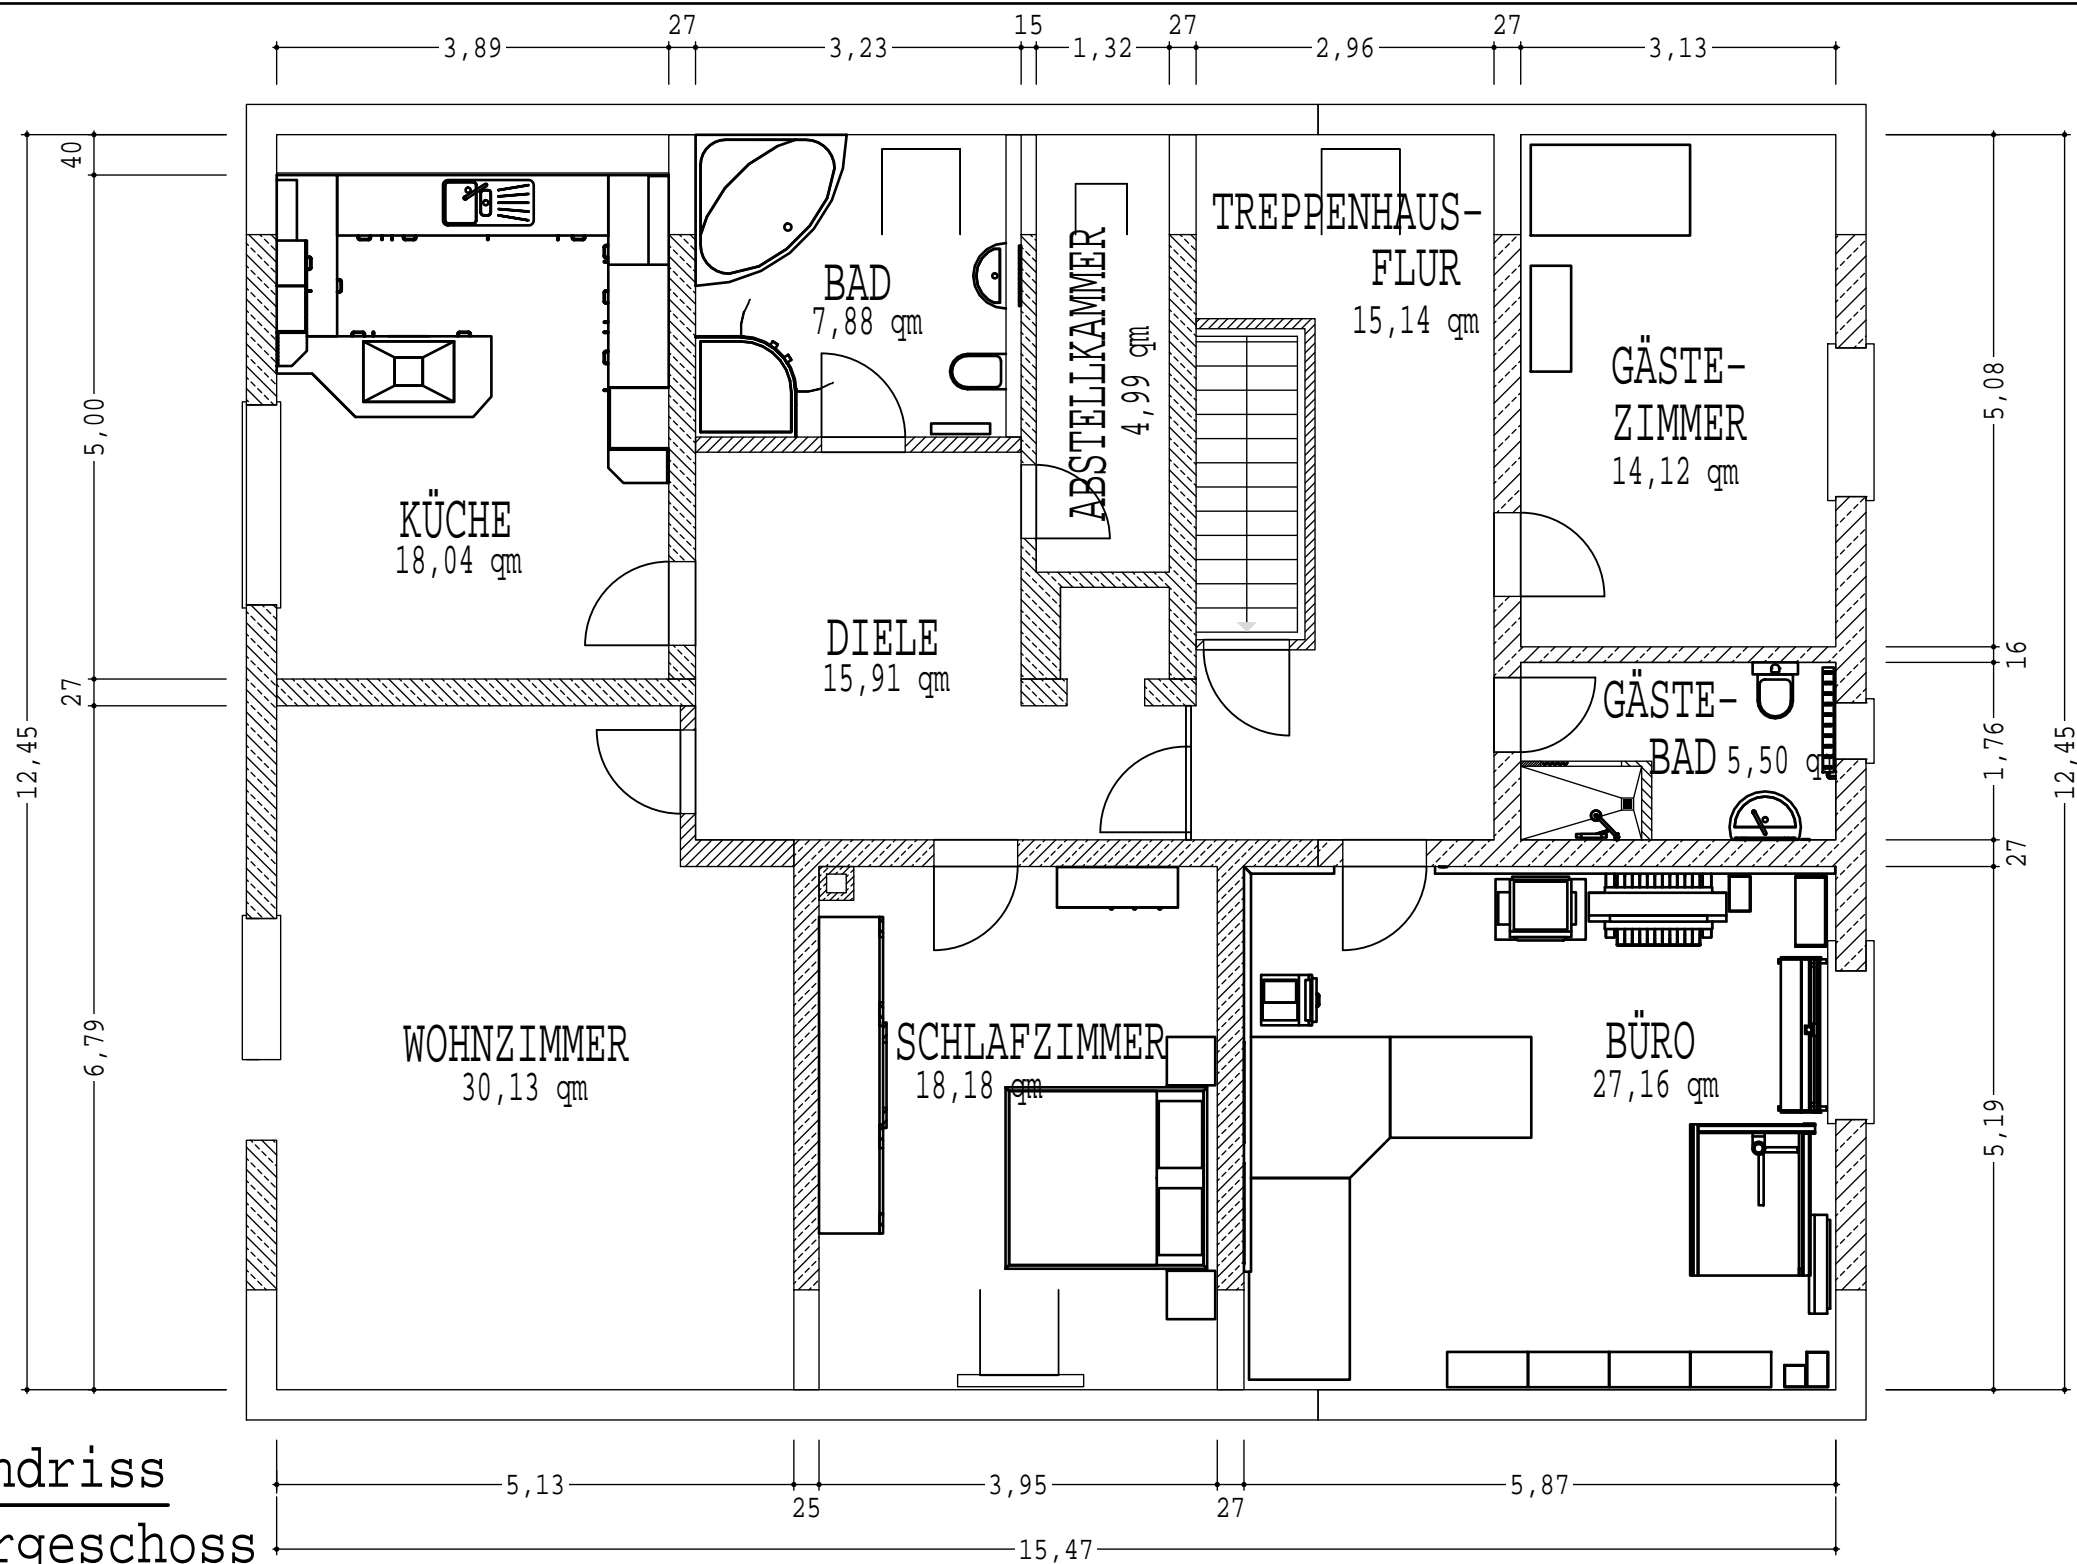 27 15 27 27
3,89 3,23 1,32 2,96 3,13
40
5,00
27
12,45
6,79
TREPPENHAUS-
FLUR
15,14 qm
BAD
7,88 qm
ABSTELLKAMMER
4,99 qm
GÄSTE-
ZIMMER
14,12 qm
KÜCHE
18,04 qm
DIELE
15,91 qm
GÄSTE-
BAD 5,50 q
5,08
16
1,76
12,45
27
5,19
WOHNZIMMER
30,13 qm
SCHLAFZIMMER
18,18 qm
BÜRO
27,16 qm
ndriss
rgeschoss
5,13 3,95 5,87
25 27
15,47